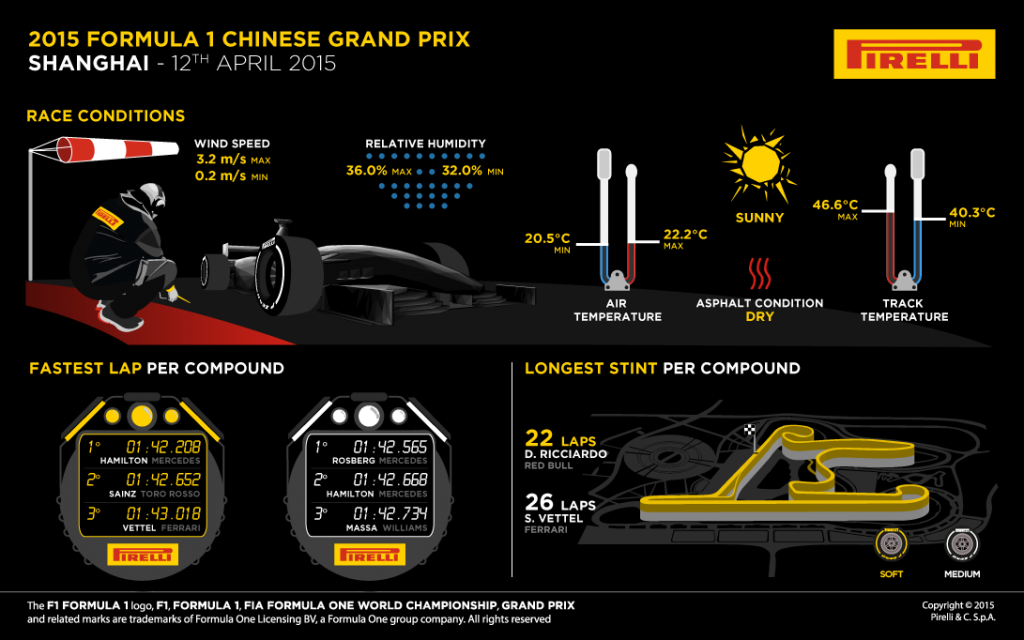 2015 FORMULA 1 CHINESE GRAND PRIX
SHANGHAI - 12TH APRIL 2015
PIRELLI
RACE CONDITIONS
WIND SPEED
3.2 m/s MAX
0.2 m/s MIN
RELATIVE HUMIDITY
36.0% MAX
32.0% MIN
PIRELLI
PIRELLI
20.5°C
MIN
22.2°C
MAX
AIR
TEMPERATURE
SUNNY
ASPHALT CONDITION
DRY
46.6°C
MAX
40.3°C
MIN
TRACK
TEMPERATURE
FASTEST LAP PER COMPOUND
1° 01:42.208
HAMILTON MERCEDES
2° 01:42.652
SAINZ TORO ROSSO
3° 01:43.018
VETTEL FERRARI
PIRELLI
1° 01:42.565
ROSBERG MERCEDES
2° 01:42.668
HAMILTON MERCEDES
3° 01:42.734
MASSA WILLIAMS
PIRELLI
LONGEST STINT PER COMPOUND
22 LAPS
D. RICCIARDO
RED BULL
26 LAPS
S. VETTEL
FERRARI
SOFT
MEDIUM
The F1 FORMULA 1 logo, F1, FORMULA 1, FIA FORMULA ONE WORLD CHAMPIONSHIP, GRAND PRIX
and related marks are trademarks of Formula One Licensing BV, a Formula One group company. All rights reserved
Copyright © 2015
Pirelli & C. S.p.A.